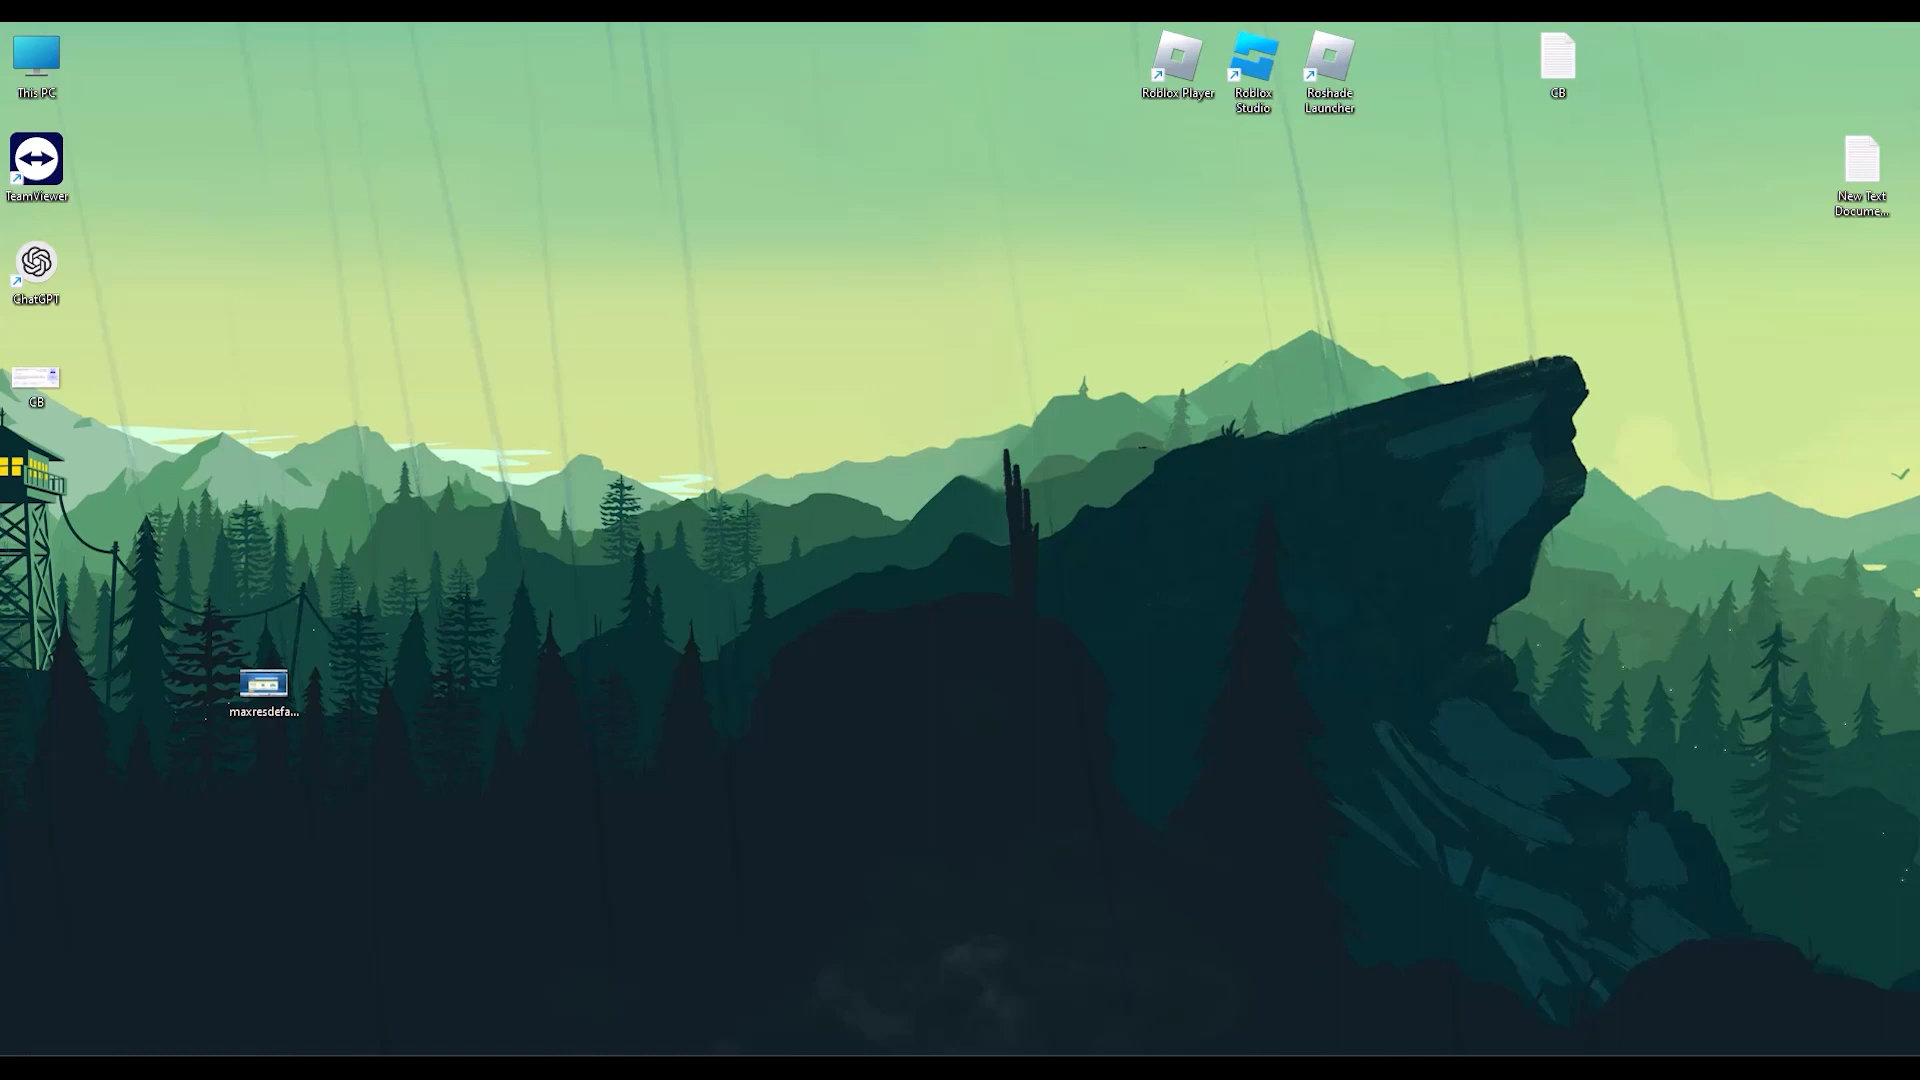 This PC
Roblox Player
Roblox
Studio
Roshade
Launcher
CB
TeamViewer
New Text
Docume...
ChatGPT
CB
maxresdefa...